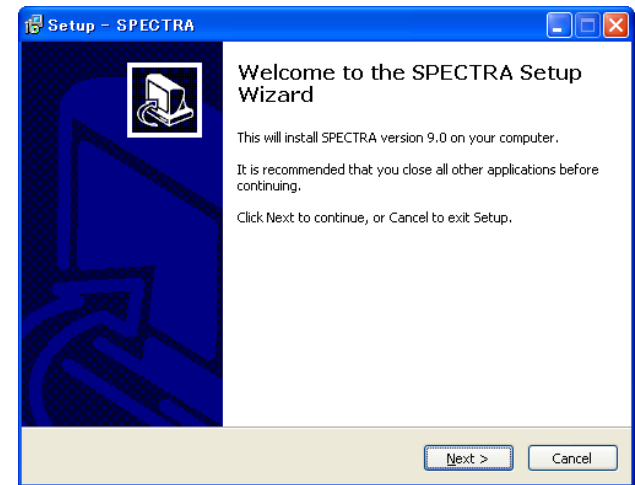 Setup - SPECTRA
Welcome to the SPECTRA Setup
Wizard
This will install SPECTRA version 9.0 on your computer.
It is recommended that you close all other applications before
continuing.
Click Next to continue, or Cancel to exit Setup.
Next >
Cancel